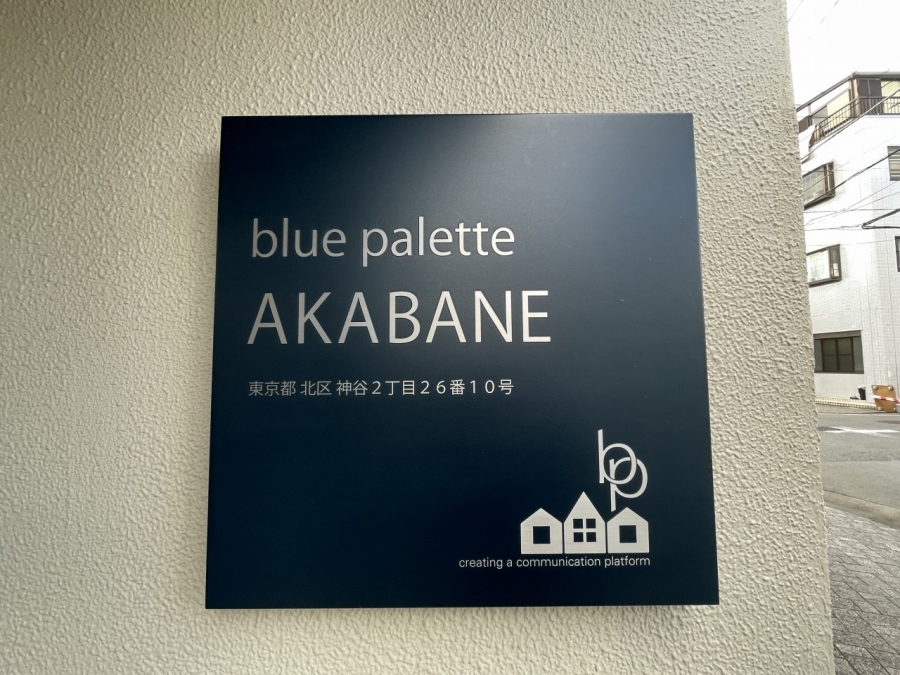 blue palette
AKABANE
東京都 北区 神谷２丁目２６番１０号
bp
creating a communication platform